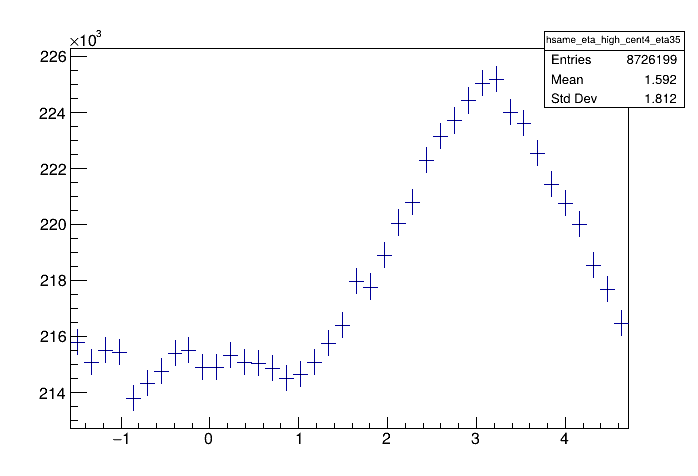 ×10³
hsame_eta_high_cent4_eta35
Entries 8726199
Mean 1.592
Std Dev 1.812
226
224
222
220
218
216
214
−1 0 1 2 3 4